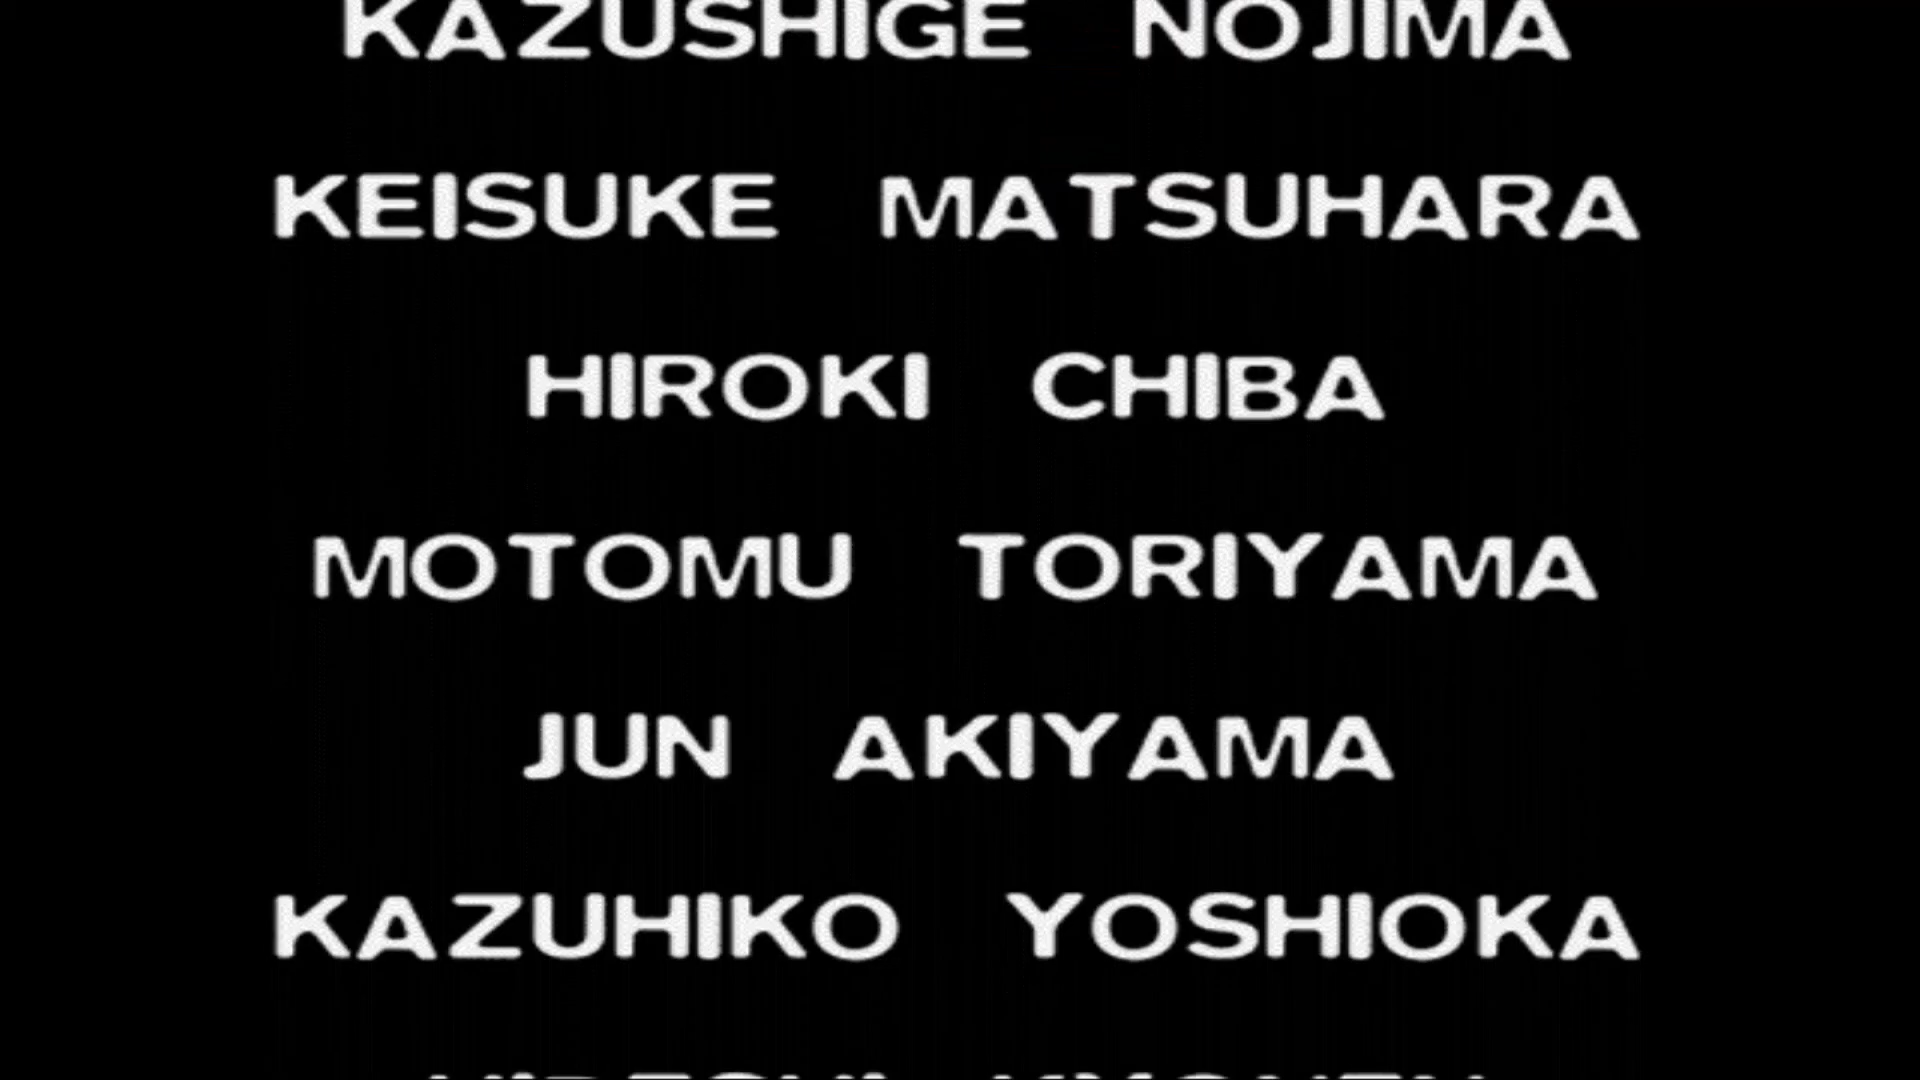 KAZUSHIGE NOJIMA
KEISUKE MATSUHARA
HIROKI CHIBA
MOTOMU TORIYAMA
JUN AKIYAMA
KAZUHIKO YOSHIOKA